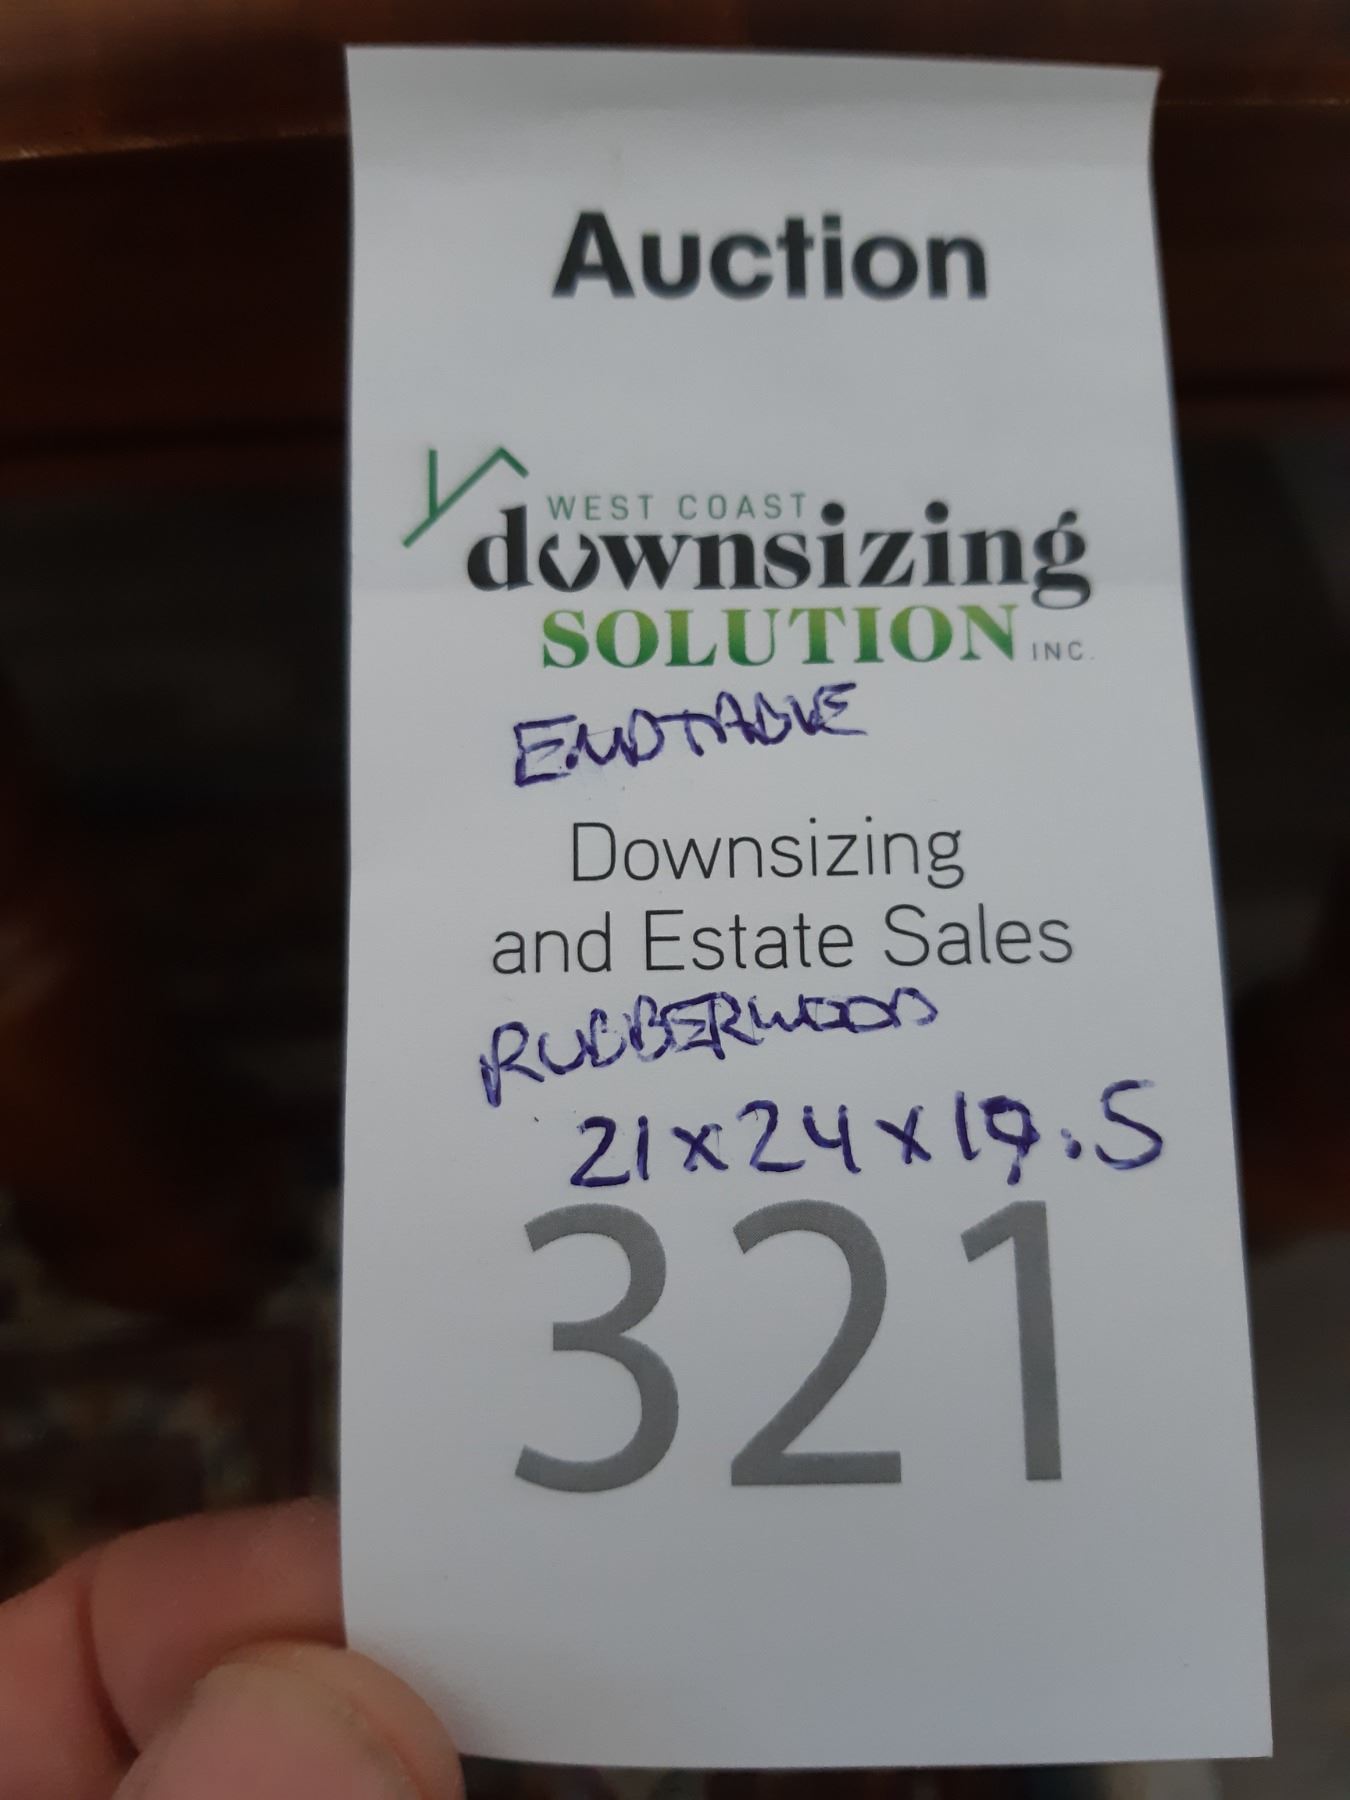 Auction
WEST COAST
downsizing
SOLUTION INC.
ENDTABLE
Downsizing
and Estate Sales
RUBBERWOOD
21x24x19.5
321